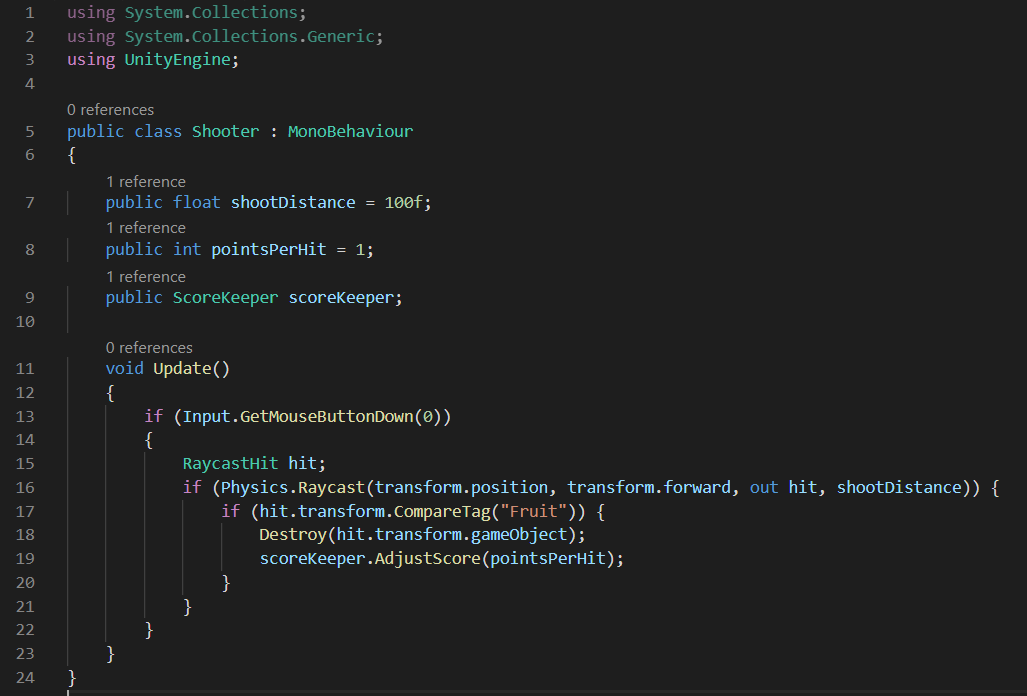 1 using System.Collections;
2 using System.Collections.Generic;
3 using UnityEngine;
4
0 references
5 public class Shooter : MonoBehaviour
6 {
1 reference
7 public float shootDistance = 100f;
1 reference
8 public int pointsPerHit = 1;
1 reference
9 public ScoreKeeper scoreKeeper;
10
0 references
11 void Update()
12 {
13 if (Input.GetMouseButtonDown(0))
14 {
15 RaycastHit hit;
16 if (Physics.Raycast(transform.position, transform.forward, out hit, shootDistance)) {
17 if (hit.transform.CompareTag("Fruit")) {
18 Destroy(hit.transform.gameObject);
19 scoreKeeper.AdjustScore(pointsPerHit);
20 }
21 }
22 }
23 }
24 }